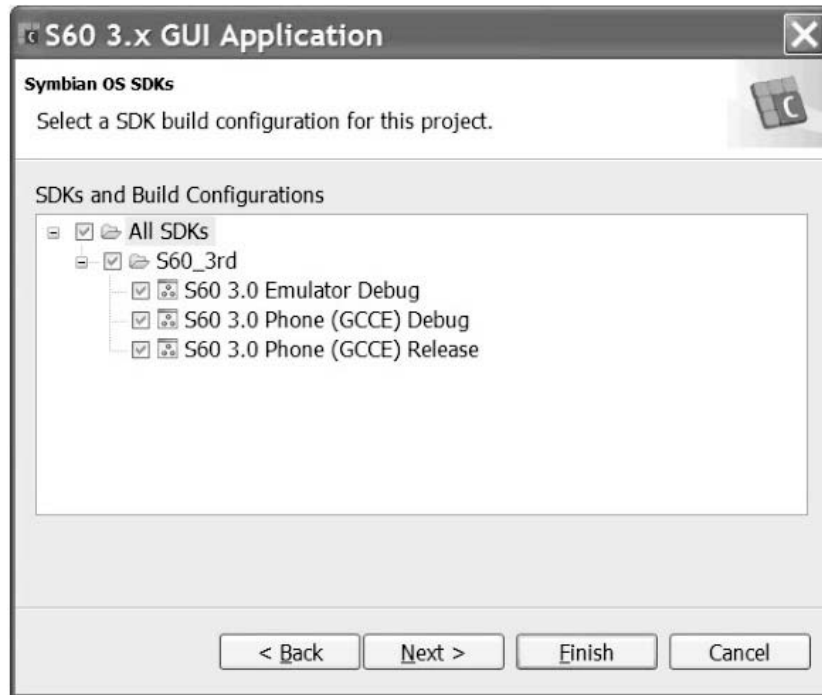 S60 3.x GUI Application
Symbian OS SDKs
Select a SDK build configuration for this project.
SDKs and Build Configurations
All SDKs
S60_3rd
S60 3.0 Emulator Debug
S60 3.0 Phone (GCCE) Debug
S60 3.0 Phone (GCCE) Release
< Back Next > Finish Cancel